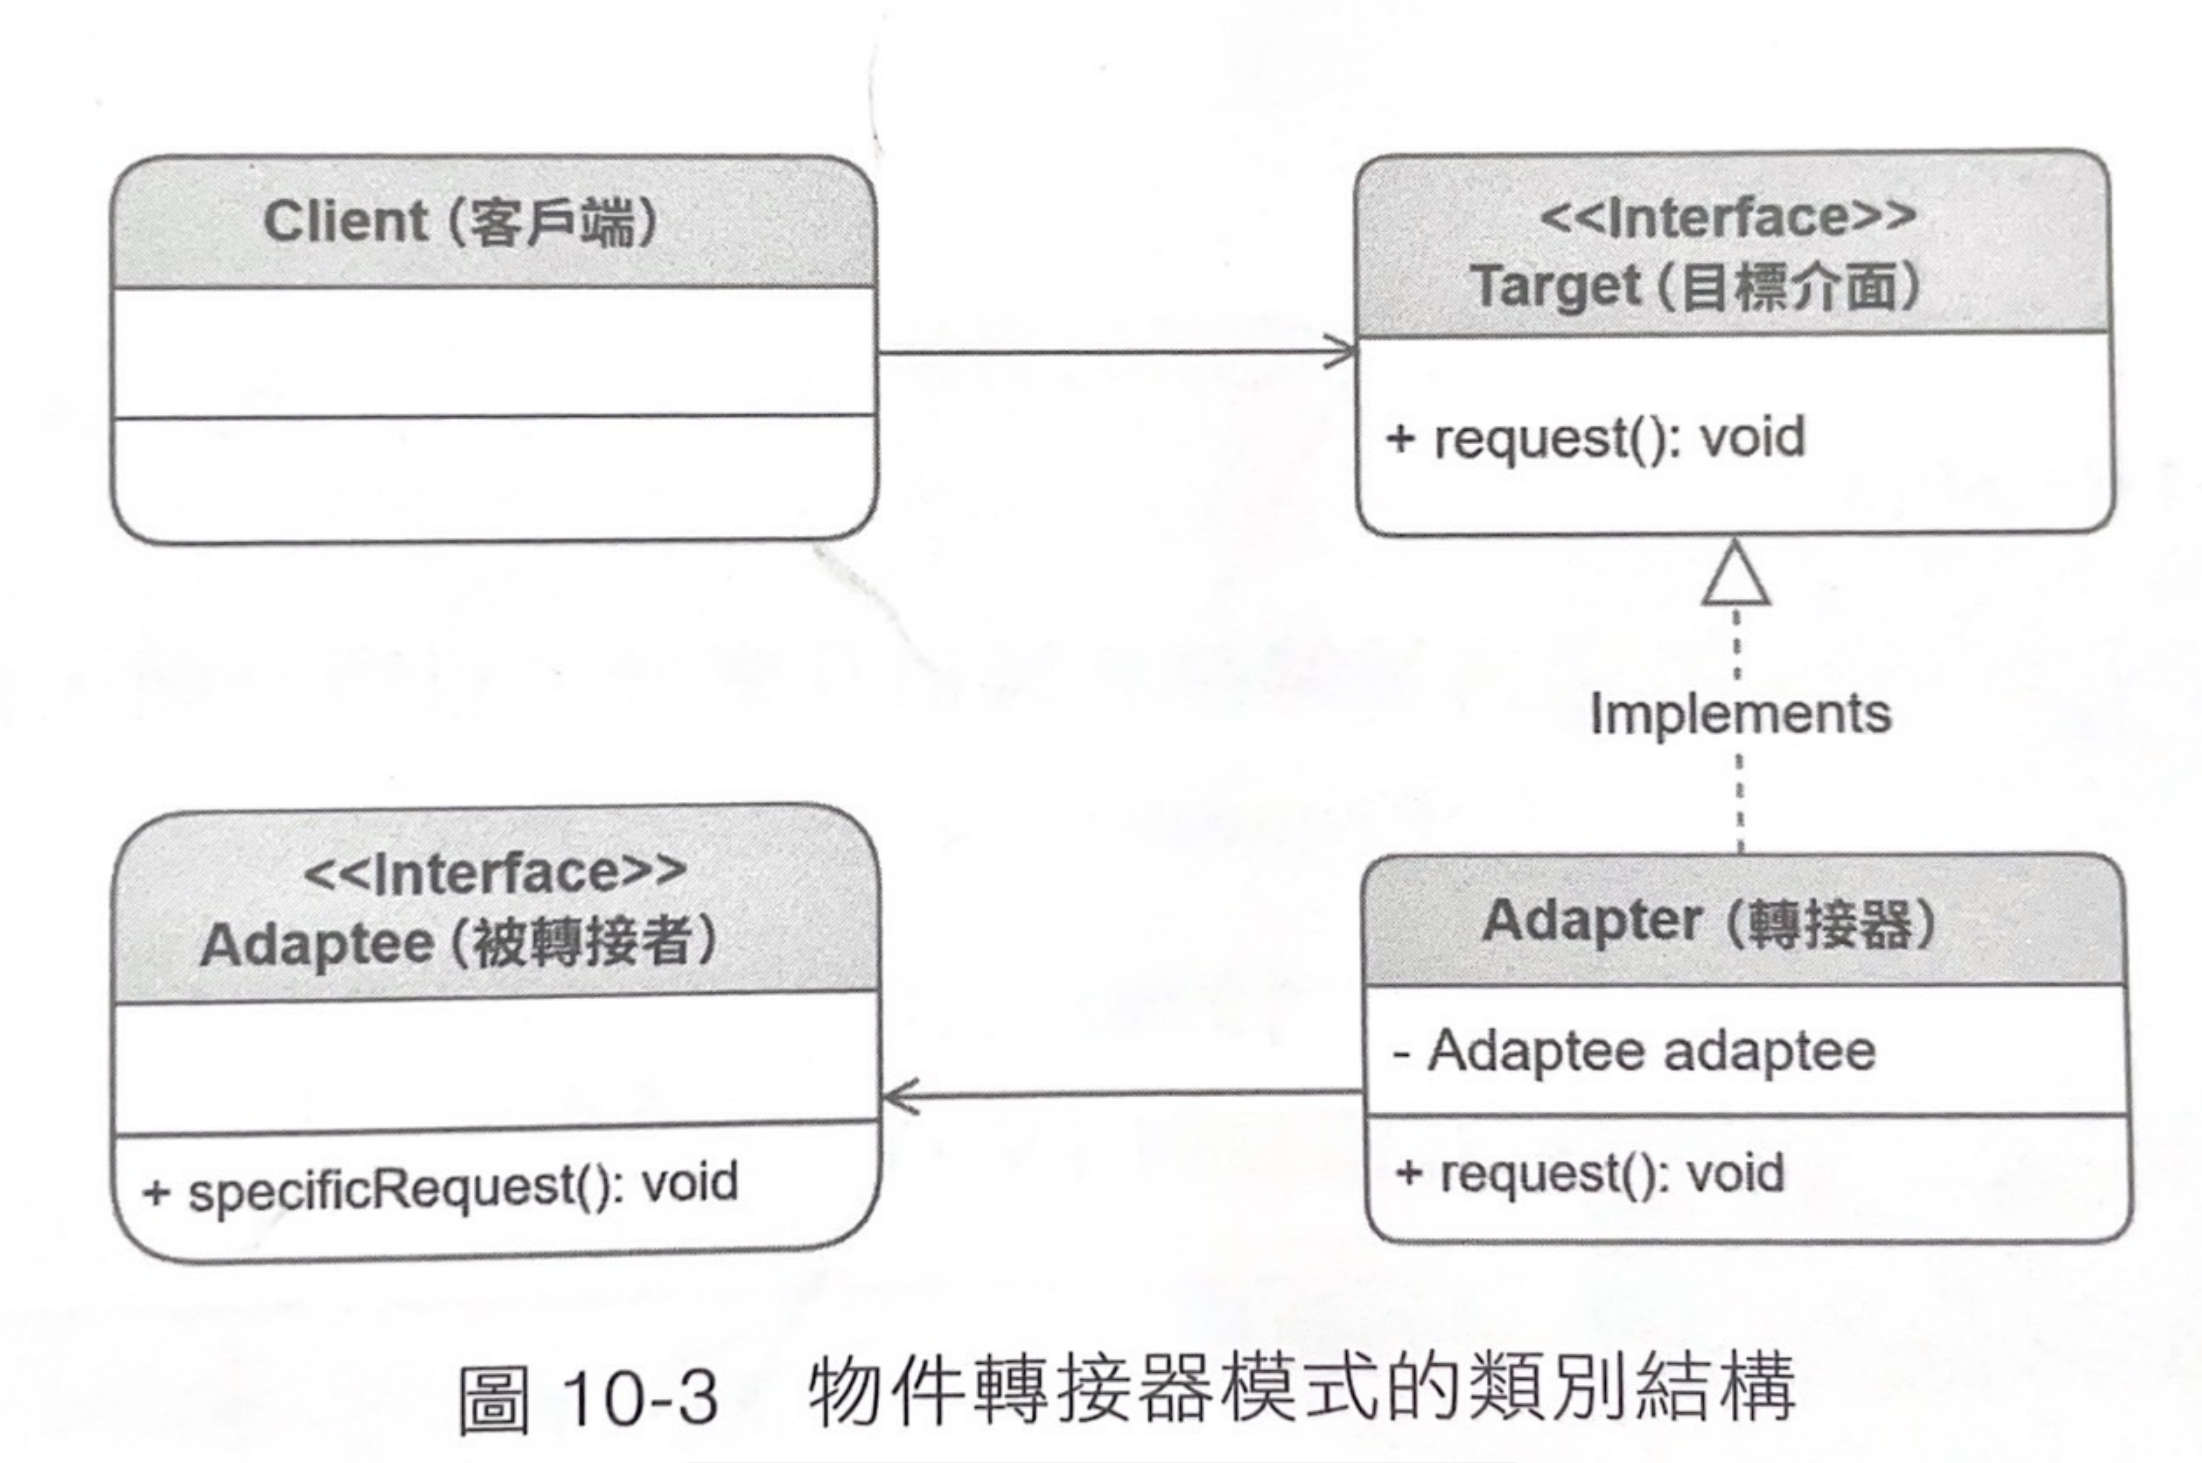 Client (客戶端)
<<Interface>>
Target (目標介面)
+ request(): void
Implements
<<Interface>>
Adaptee (被轉接者)
+ specificRequest(): void
Adapter (轉接器)
- Adaptee adaptee
+ request(): void
圖 10-3 物件轉接器模式的類別結構